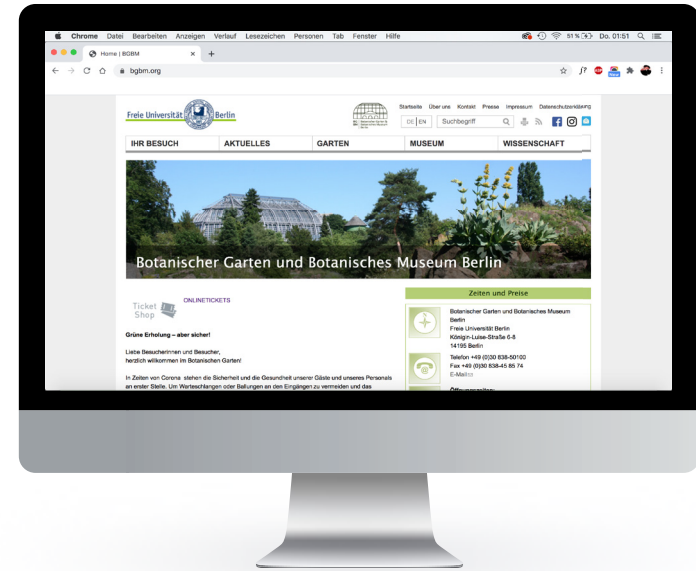 Chrome Datei Bearbeiten Anzeigen Verlauf Lesezeichen Personen Tab Fenster Hilfe 51 % Do. 01:51
Home | BGBM
bgbm.org
Startseite Über uns Kontakt Presse Impressum Datenschutzerklärung
Freie Universität Berlin
DE | EN Suchbegriff
IHR BESUCH AKTUELLES GARTEN MUSEUM WISSENSCHAFT
Botanischer Garten und Botanisches Museum Berlin
Zeiten und Preise
Ticket Shop
ONLINETICKETS
Grüne Erholung – aber sicher!
Liebe Besucherinnen und Besucher,
herzlich willkommen im Botanischen Garten!
In Zeiten von Corona stehen die Sicherheit und die Gesundheit unserer Gäste und unseres Personals
an erster Stelle. Um Warteschlangen oder Ballungen an den Eingängen zu vermeiden und das
Botanischer Garten und Botanisches Museum
Berlin
Freie Universität Berlin
Königin-Luise-Straße 6-8
14195 Berlin
Telefon +49 (0)30 838-50100
Fax +49 (0)30 838-45 85 74
E-Mail
Öffnungszeiten: